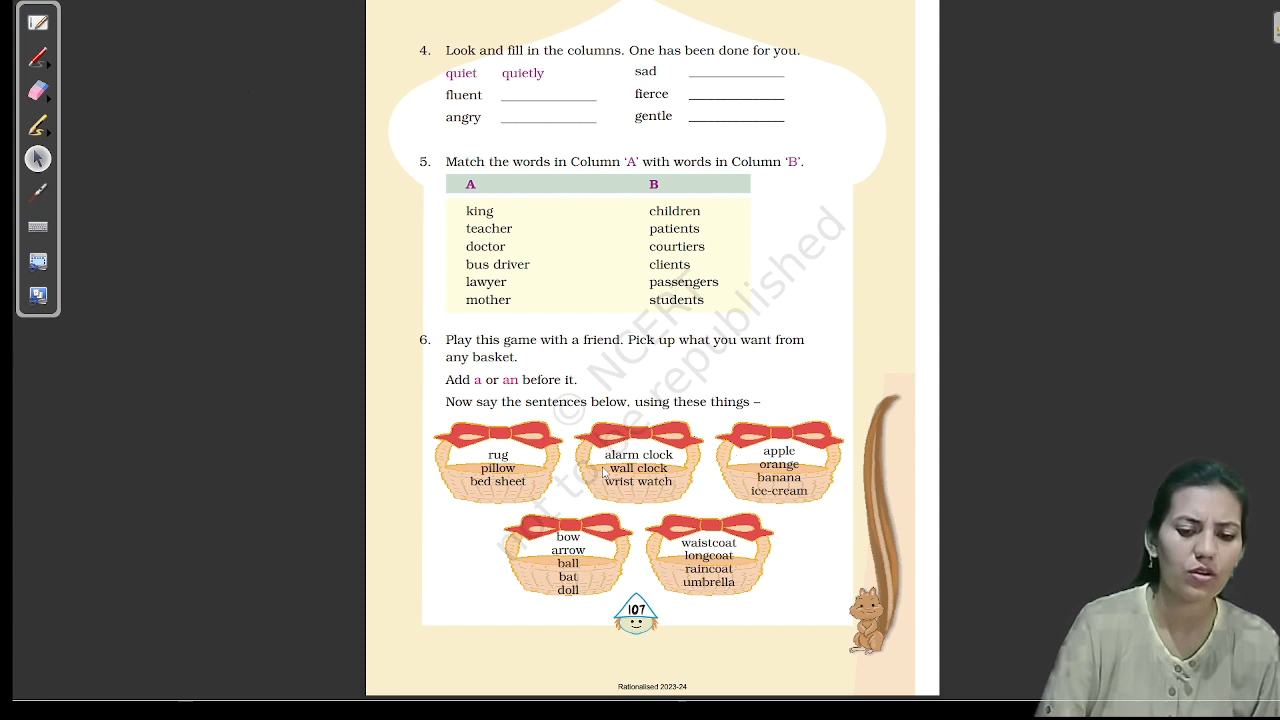 4. Look and fill in the columns. One has been done for you.
quiet quietly sad
fluent fierce
angry gentle
5. Match the words in Column ‘A’ with words in Column ‘B’.
A B
king children
teacher patients
doctor courtiers
bus driver clients
lawyer passengers
mother students
6. Play this game with a friend. Pick up what you want from
any basket.
Add a or an before it.
Now say the sentences below, using these things –
rug
pillow
bed sheet
alarm clock
wall clock
wrist watch
apple
orange
banana
ice-cream
bow
arrow
ball
bat
doll
waistcoat
longcoat
raincoat
umbrella
107
Rationalised 2023-24
© NCERT
not to be republished